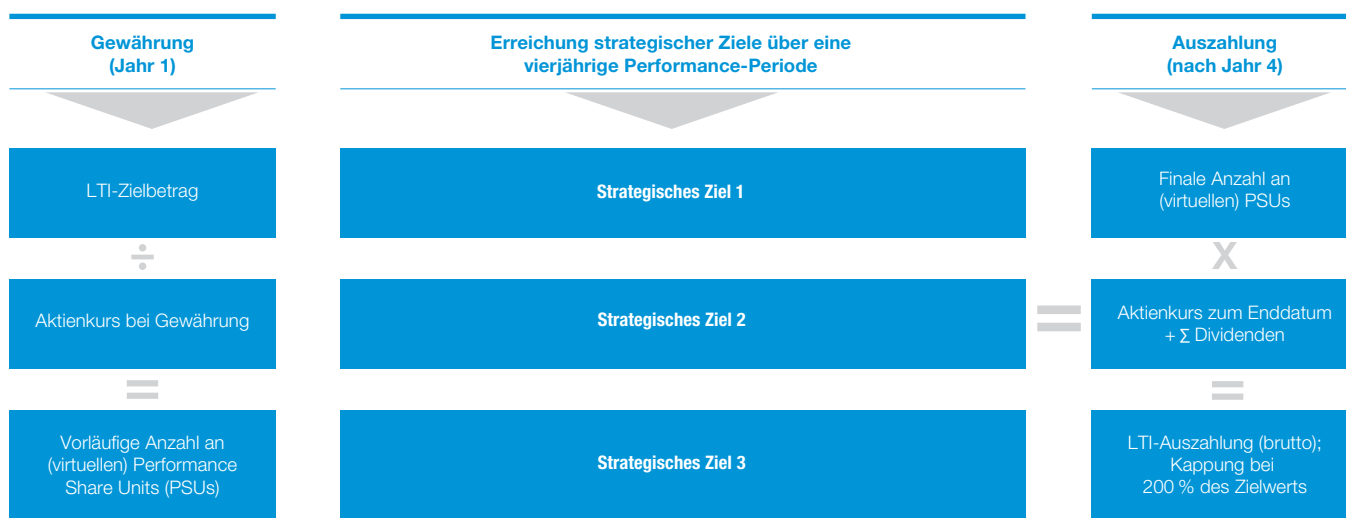 Gewährung
(Jahr 1)
Erreichung strategischer Ziele über eine
vierjährige Performance-Periode
Auszahlung
(nach Jahr 4)
LTI-Zielbetrag
÷
Aktienkurs bei Gewährung
=
Vorläufige Anzahl an
(virtuellen) Performance
Share Units (PSUs)
Strategisches Ziel 1
Strategisches Ziel 2
Strategisches Ziel 3
=
Finale Anzahl an
(virtuellen) PSUs
X
Aktienkurs zum Enddatum
+ ∑ Dividenden
=
LTI-Auszahlung (brutto);
Kappung bei
200 % des Zielwerts